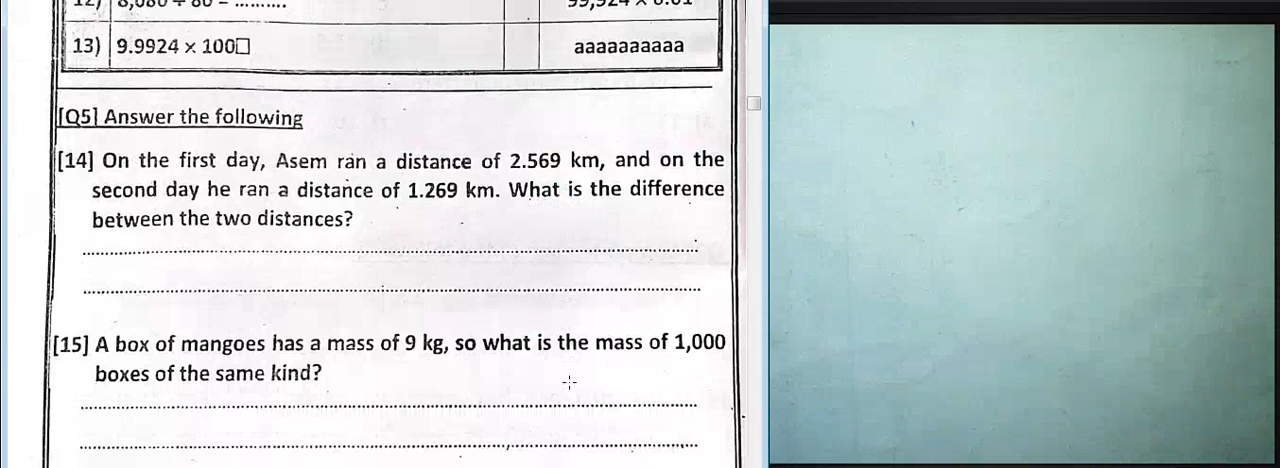 13) 9.9924 × 100□ aaaaaaaaaa
[Q5] Answer the following
[14] On the first day, Asem ran a distance of 2.569 km, and on the
second day he ran a distance of 1.269 km. What is the difference
between the two distances?
[15] A box of mangoes has a mass of 9 kg, so what is the mass of 1,000
boxes of the same kind?